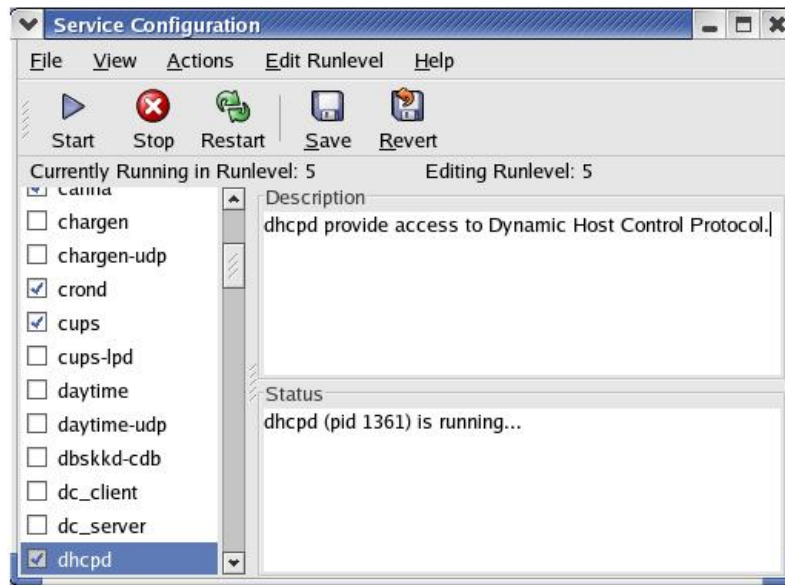 Service Configuration
File View Actions Edit Runlevel Help
Start Stop Restart Save Revert
Currently Running in Runlevel: 5 Editing Runlevel: 5
canna
chargen
chargen-udp
crond
cups
cups-lpd
daytime
daytime-udp
dbskkd-cdb
dc_client
dc_server
dhcpd
Description
dhcpd provide access to Dynamic Host Control Protocol.
Status
dhcpd (pid 1361) is running...